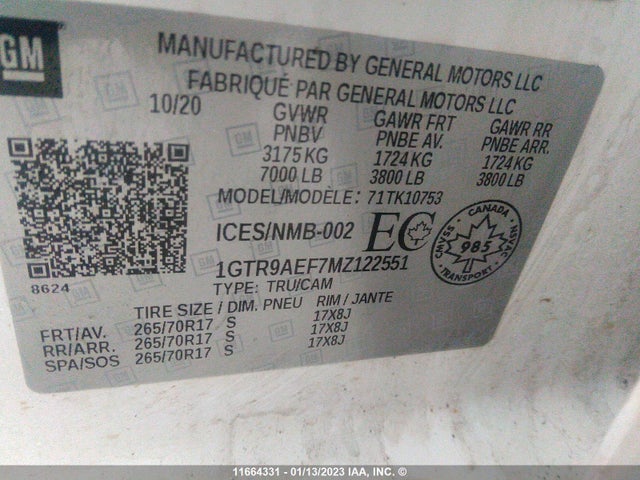 GM
MANUFACTURED BY GENERAL MOTORS LLC
FABRIQUÉ PAR GENERAL MOTORS LLC
10/20 GVWR GAWR FRT GAWR RR
PNBV PNBE AV. PNBE ARR.
3175 KG 1724 KG 1724 KG
7000 LB 3800 LB 3800 LB
MODEL/MODÈLE: 71TK10753
ICES/NMB-002 EC
CANADA
CMVSS 985 NSVAC
TRANSPORT
8624
1GTR9AEF7MZ122551
TYPE: TRU/CAM
TIRE SIZE / DIM. PNEU RIM / JANTE
FRT/AV. 265/70R17 S 17X8J
RR/ARR. 265/70R17 S 17X8J
SPA/SOS 265/70R17 S 17X8J
11664331 - 01/13/2023 IAA, INC. ©